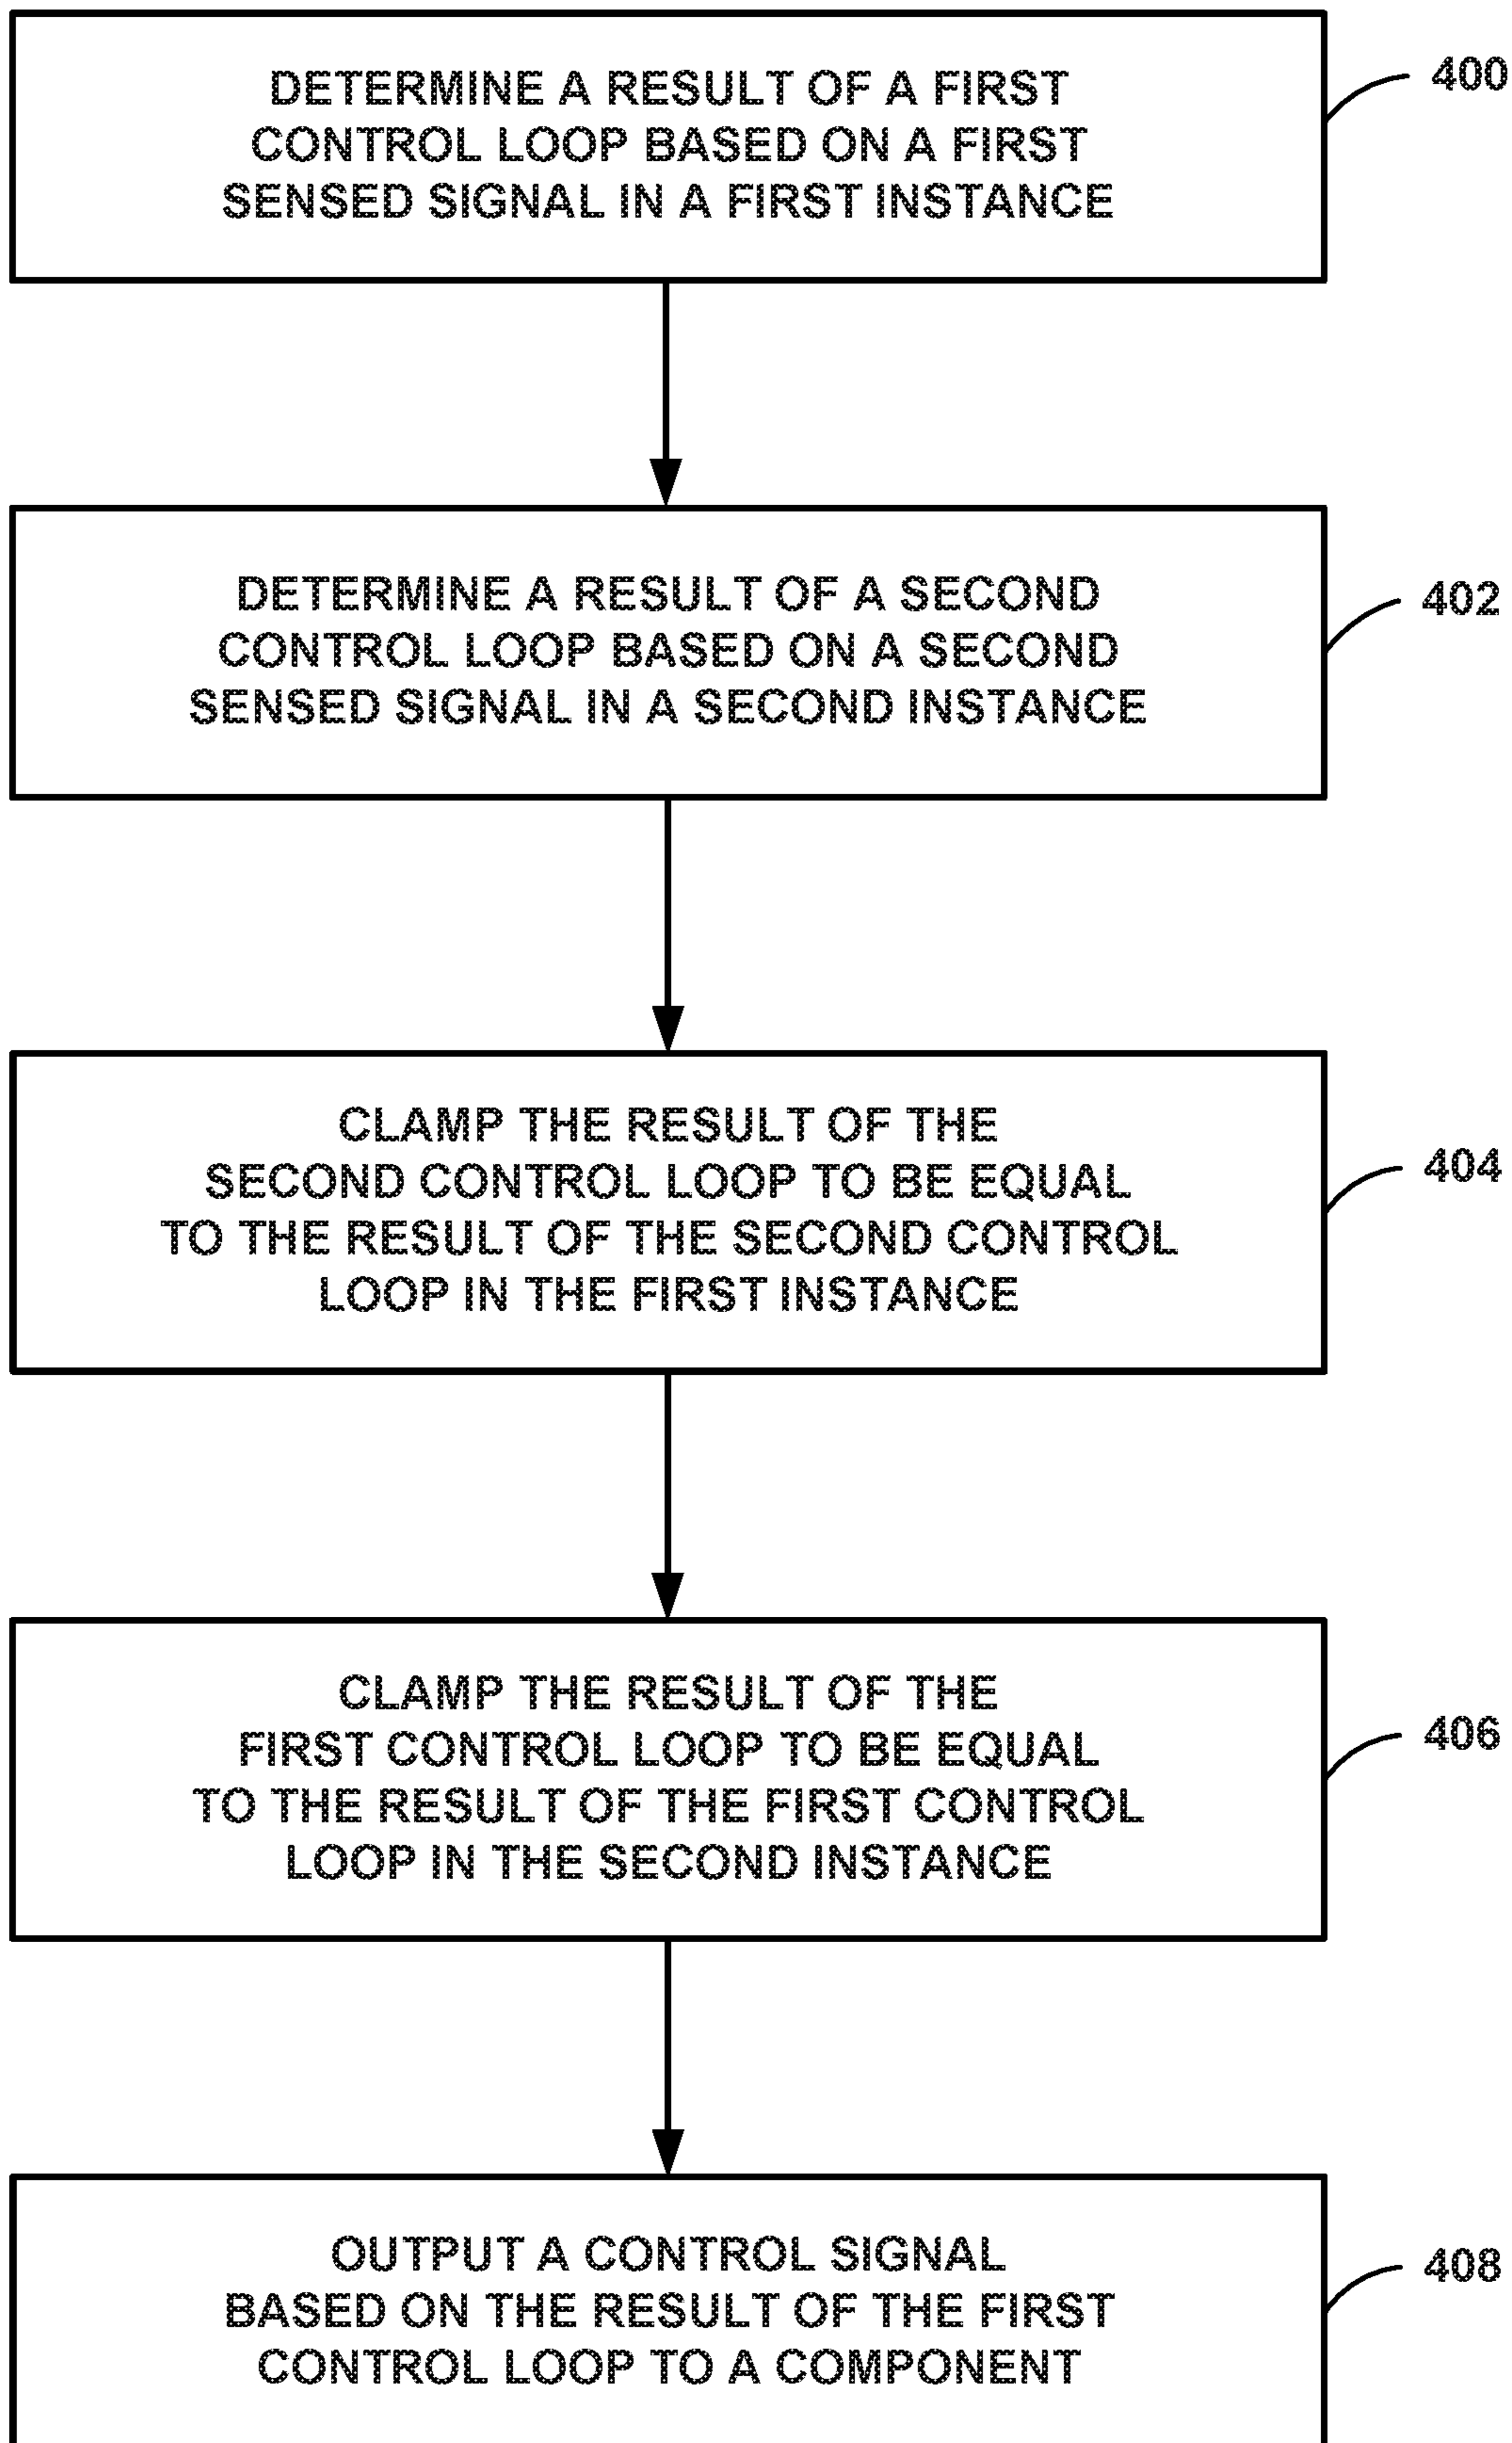 DETERMINE A RESULT OF A FIRST
CONTROL LOOP BASED ON A FIRST
SENSED SIGNAL IN A FIRST INSTANCE
400
DETERMINE A RESULT OF A SECOND
CONTROL LOOP BASED ON A SECOND
SENSED SIGNAL IN A SECOND INSTANCE
402
CLAMP THE RESULT OF THE
SECOND CONTROL LOOP TO BE EQUAL
TO THE RESULT OF THE SECOND CONTROL
LOOP IN THE FIRST INSTANCE
404
CLAMP THE RESULT OF THE
FIRST CONTROL LOOP TO BE EQUAL
TO THE RESULT OF THE FIRST CONTROL
LOOP IN THE SECOND INSTANCE
406
OUTPUT A CONTROL SIGNAL
BASED ON THE RESULT OF THE FIRST
CONTROL LOOP TO A COMPONENT
408